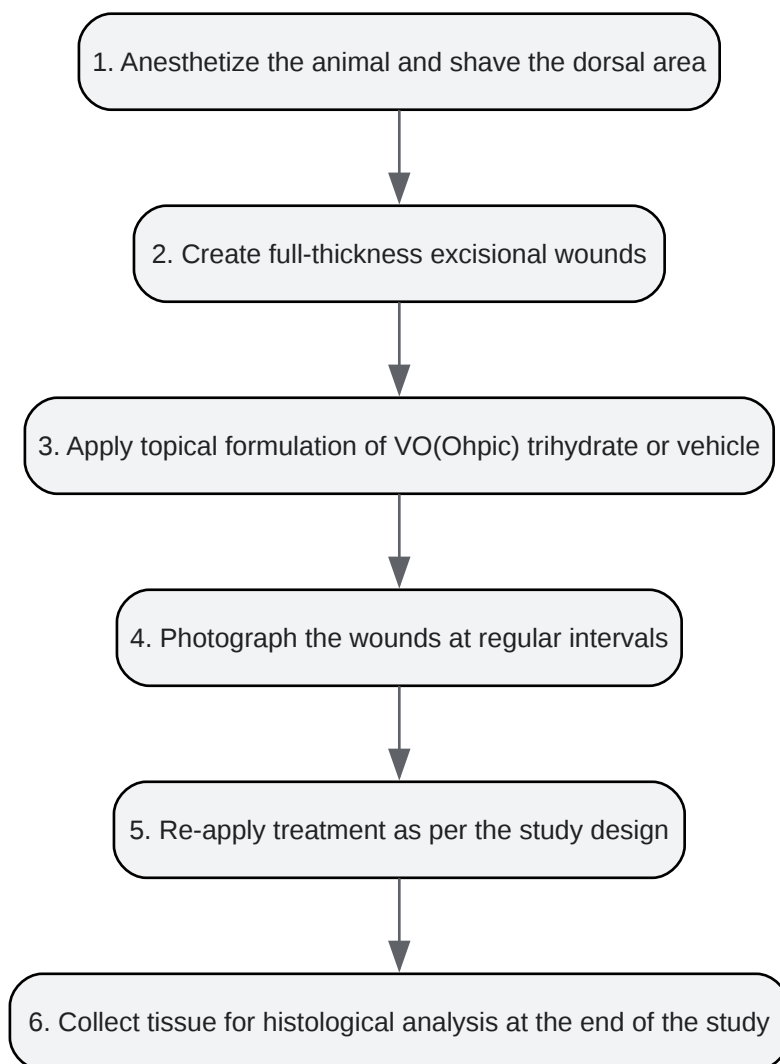 1. Anesthetize the animal and shave the dorsal area
2. Create full-thickness excisional wounds
3. Apply topical formulation of VO(Ohpic) trihydrate or vehicle
4. Photograph the wounds at regular intervals
5. Re-apply treatment as per the study design
6. Collect tissue for histological analysis at the end of the study